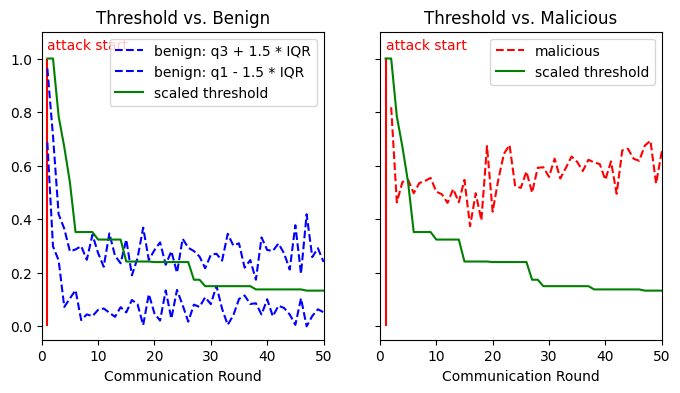 Threshold vs. Benign
attack start
benign: q3 + 1.5 * IQR
benign: q1 - 1.5 * IQR
scaled threshold
1.0
0.8
0.6
0.4
0.2
0.0
0 10 20 30 40 50
Communication Round
Threshold vs. Malicious
attack start
malicious
scaled threshold
0 10 20 30 40 50
Communication Round